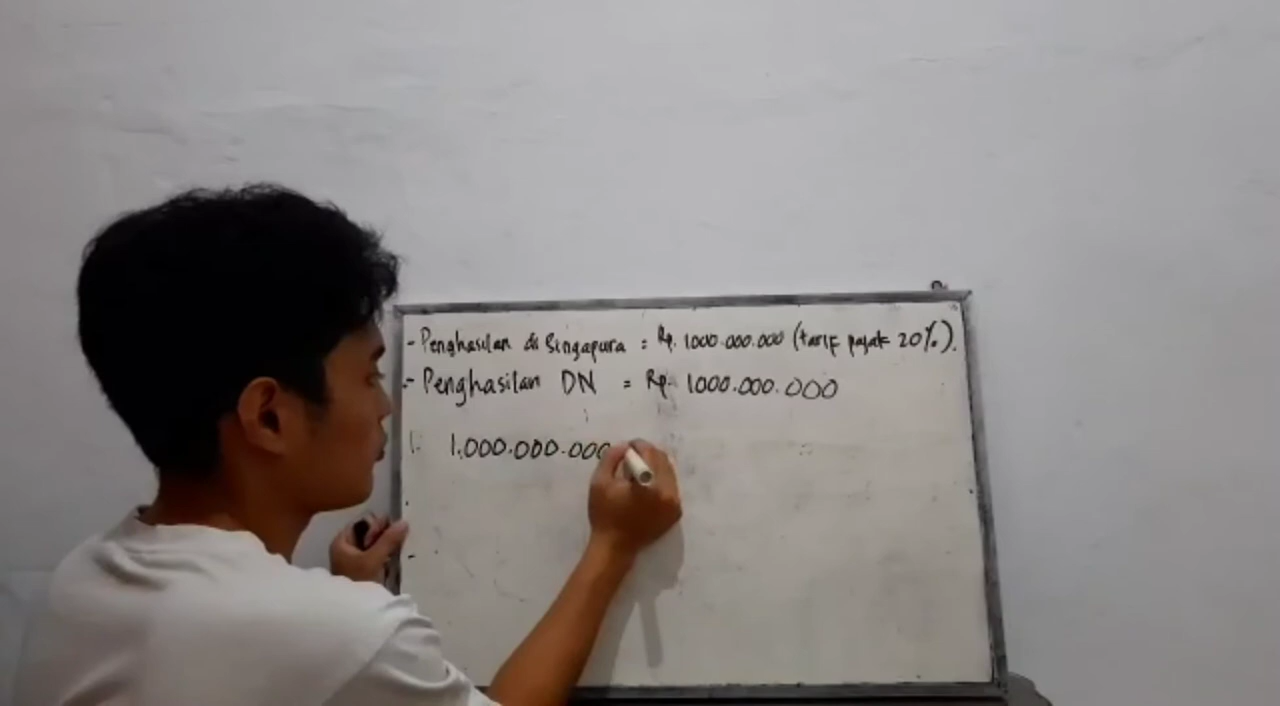 - Penghasilan di Singapura = Rp. 1000.000.000 (tarif pajak 20%).
- Penghasilan DN = Rp. 1000.000.000
1. 1.000.000.000